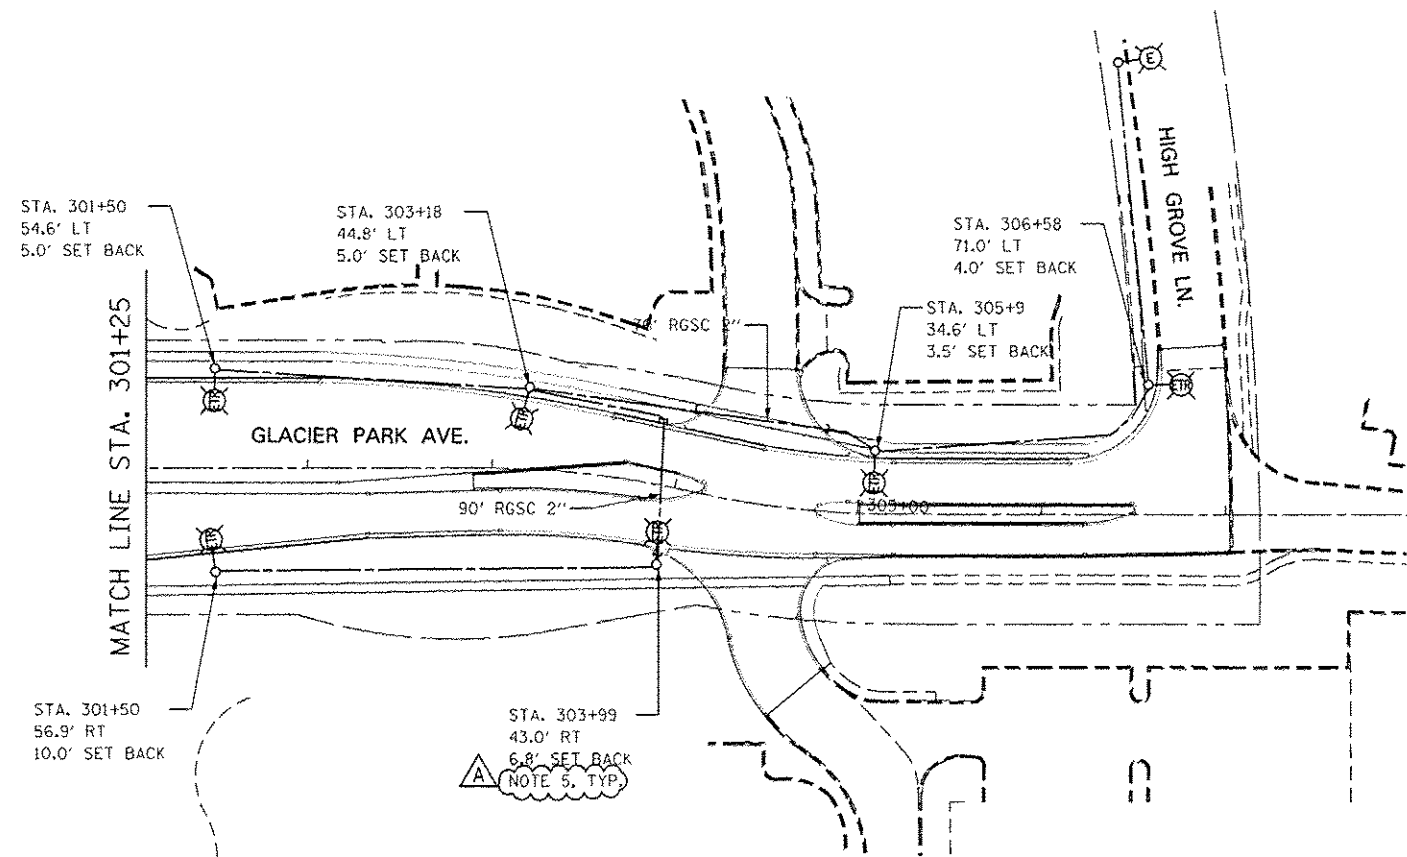 STA. 301+50
54.6' LT
5.0' SET BACK
STA. 303+18
44.8' LT
5.0' SET BACK
STA. 306+58
71.0' LT
4.0' SET BACK
HIGH GROVE LN.
E
MATCH LINE STA. 301+25
RGSC 2"
STA. 305+9
34.6' LT
3.5' SET BACK
GLACIER PARK AVE.
90' RGSC 2"
305+00
STA. 301+50
56.9' RT
10.0' SET BACK
STA. 303+99
43.0' RT
6.8' SET BACK
A
NOTE 5, TYP.